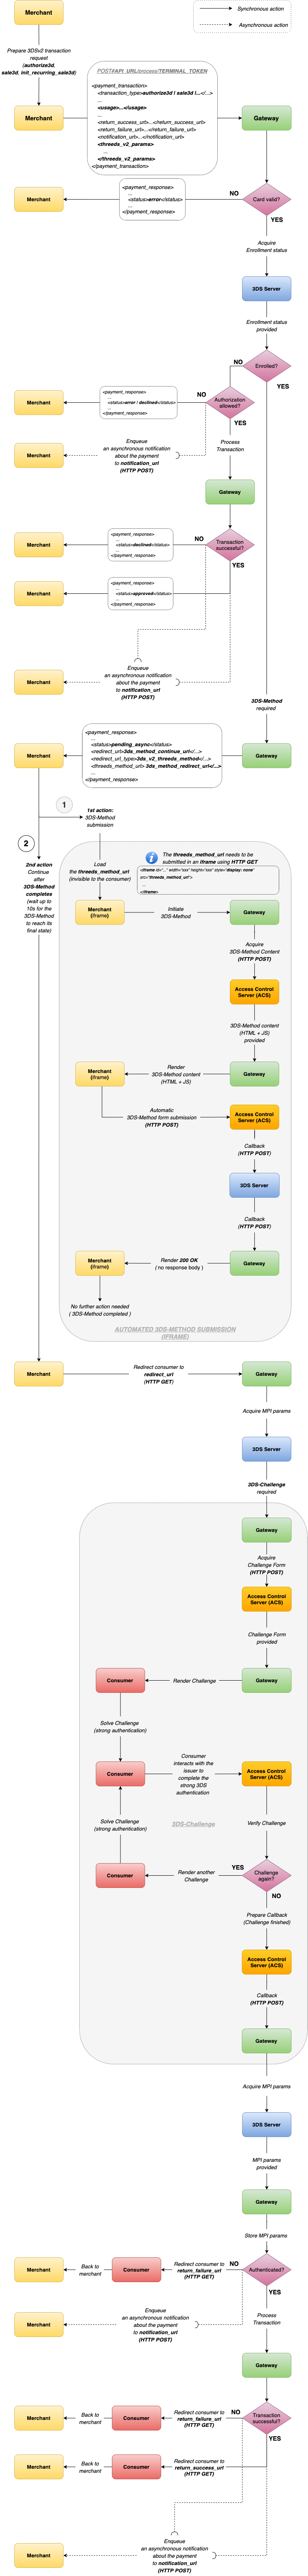 Merchant
Synchronous action
Asynchronous action
Prepare 3DSv2 transaction
request
(authorize3d,
sale3d, init_recurring_sale3d)
POST/API_URL/process/TERMINAL_TOKEN
<payment_transaction>
<transaction_type>authorize3d | sale3d |...</...>
...
<usage>...</usage>
...
<return_success_url>...</return_success_url>
<return_failure_url>...</return_failure_url>
<notification_url>...</notification_url>
<threeds_v2_params>
...
</threeds_v2_params>
</payment_transaction>
Merchant
Gateway
<payment_response>
...
<status>error</status>
...
</payment_response>
Merchant
NO
Card valid?
YES
Acquire
Enrollment status
3DS Server
Enrollment status
provided
NO
Enrolled?
YES
<payment_response>
...
<status>error | declined</status>
...
</payment_response>
Merchant
NO
Authorization
allowed?
YES
Merchant
Enqueue
an asynchronous notification
about the payment
to notification_url
(HTTP POST)
Process
Transaction
Gateway
<payment_response>
...
<status>declined</status>
...
</payment_response>
Merchant
NO
Transaction
successful?
YES
<payment_response>
...
<status>approved</status>
...
</payment_response>
Merchant
Merchant
Enqueue
an asynchronous notification
about the payment
to notification_url
(HTTP POST)
3DS-Method
required
<payment_response>
...
<status>pending_async</status>
<redirect_url>3ds_method_continue_url</...>
<redirect_url_type>3ds_v2_threeds_method</...>
<threeds_method_url>3ds_method_redirect_url</...>
...
</payment_response>
Merchant
Gateway
1
1st action:
3DS-Method
submission
2
2nd action
Continue
after
3DS-Method
completes
(wait up to
10s for the
3DS-Method
to reach its
final state)
Load
the threeds_method_url
(invisible to the consumer)
i
The threeds_method_url needs to be
submitted in an iframe using HTTP GET
<iframe id="..." width="xxx" height="xxx" style="display: none"
src="threeds_method_url">
...
</iframe>
Merchant
(iframe)
Initiate
3DS-Method
Gateway
Acquire
3DS-Method Content
(HTTP POST)
Access Control
Server (ACS)
3DS-Method content
(HTML + JS)
provided
Merchant
(iframe)
Render
3DS-Method content
(HTML + JS)
Gateway
Automatic
3DS-Method form submission
(HTTP POST)
Access Control
Server (ACS)
Callback
(HTTP POST)
3DS Server
Callback
(HTTP POST)
Merchant
(iframe)
Render 200 OK
( no response body )
Gateway
No further action needed
( 3DS-Method completed )
AUTOMATED 3DS-METHOD SUBMISSION
(IFRAME)
Merchant
Redirect consumer to
redirect_url
(HTTP GET)
Gateway
Acquire MPI params
3DS Server
3DS-Challenge
required
Gateway
Acquire
Challenge Form
(HTTP POST)
Access Control
Server (ACS)
Challenge Form
provided
Consumer
Render Challenge
Gateway
Solve Challenge
(strong authentication)
Consumer
Consumer
interacts with the
issuer to
complete the
strong 3DS
authentication
Access Control
Server (ACS)
Solve Challenge
(strong authentication)
3DS-Challenge
Verify Challenge
Consumer
Render another
Challenge
YES
Challenge
again?
NO
Prepare Callback
(Challenge finished)
Access Control
Server (ACS)
Callback
(HTTP POST)
Gateway
Acquire MPI params
3DS Server
MPI params
provided
Gateway
Store MPI params
Merchant
Back to
merchant
Consumer
Redirect consumer to
return_failure_url
(HTTP GET)
NO
Authenticated?
YES
Merchant
Enqueue
an asynchronous notification
about the payment
to notification_url
(HTTP POST)
Process
Transaction
Gateway
Merchant
Back to
merchant
Consumer
Redirect consumer to
return_failure_url
(HTTP GET)
NO
Transaction
successful?
YES
Merchant
Back to
merchant
Consumer
Redirect consumer to
return_success_url
(HTTP GET)
Merchant
Enqueue
an asynchronous notification
about the payment
to notification_url
(HTTP POST)